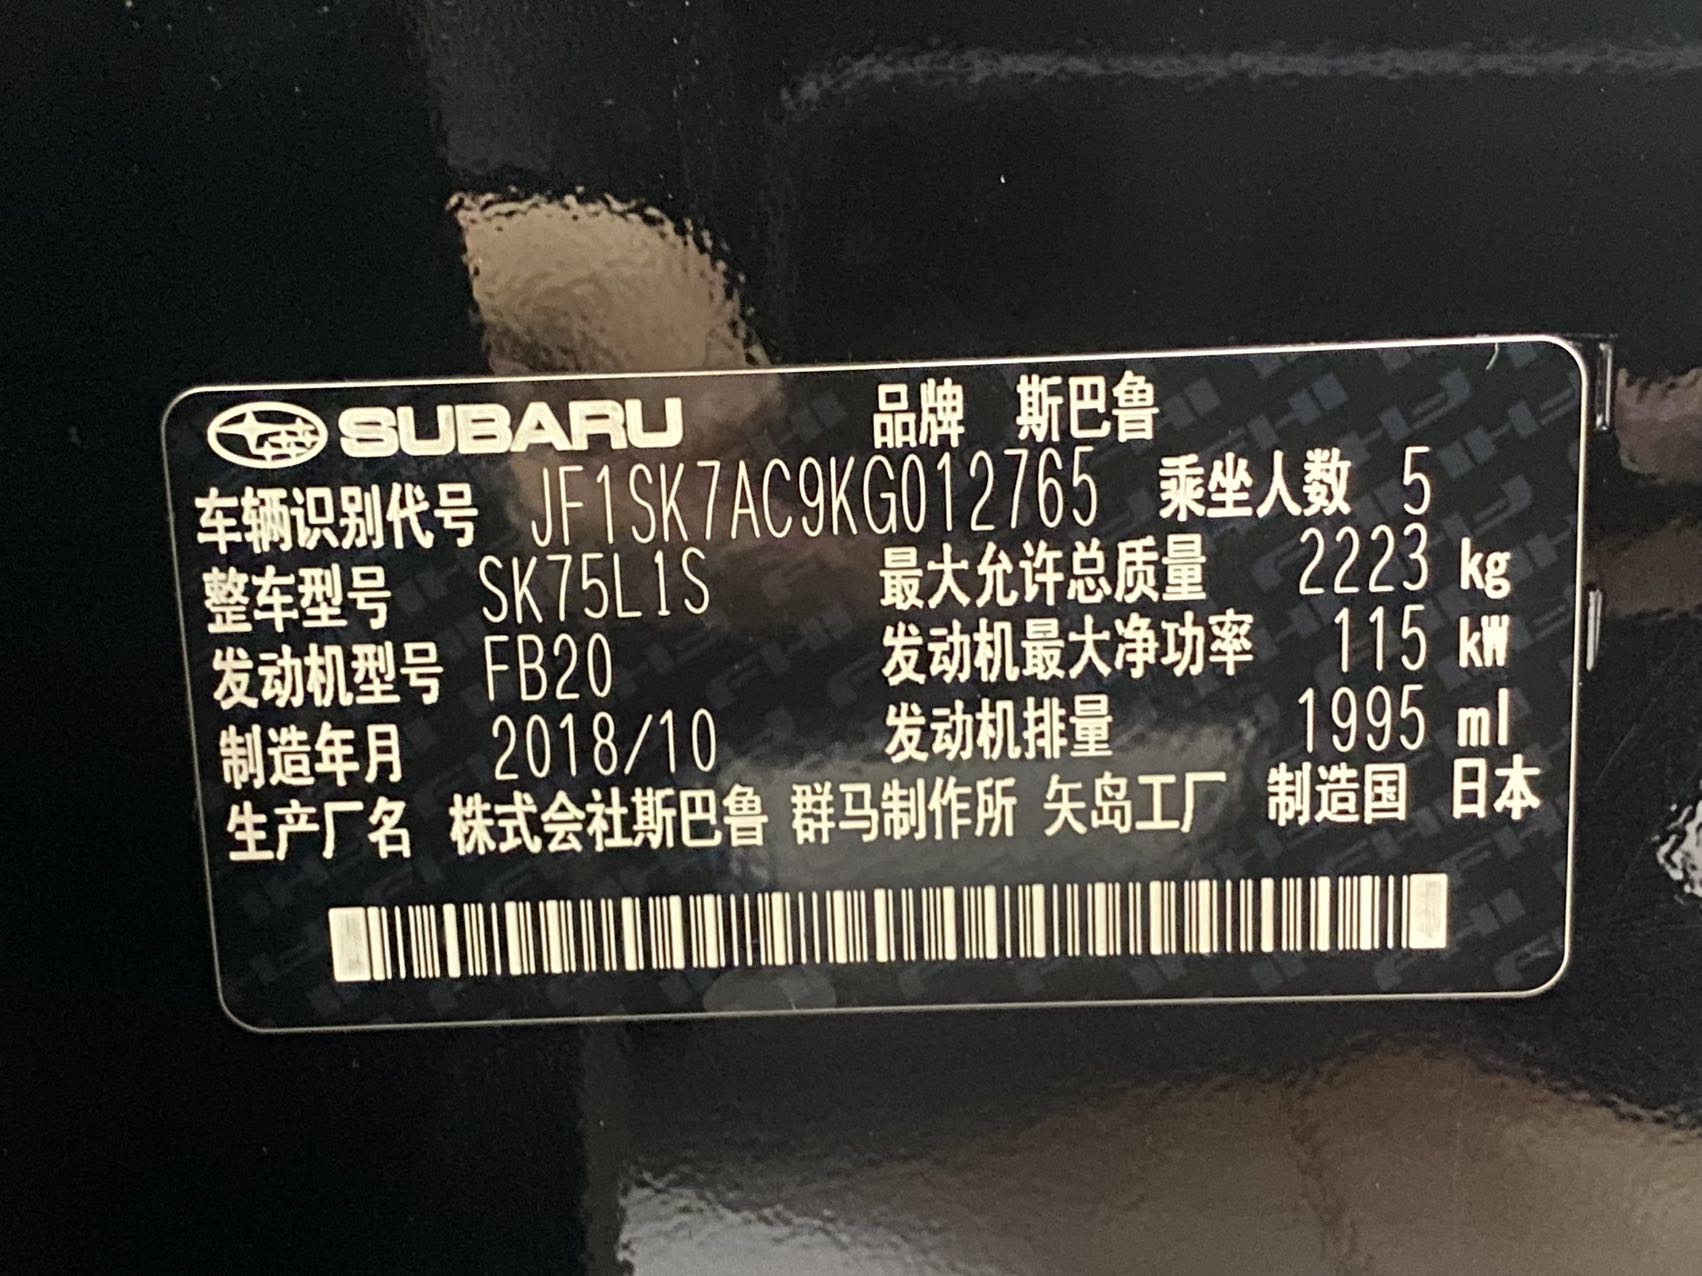 SUBARU 品牌 斯巴鲁
车辆识别代号 JF1SK7AC9KG012765 乘坐人数 5
整车型号 SK75L1S 最大允许总质量 2223 kg
发动机型号 FB20 发动机最大净功率 115 kW
制造年月 2018/10 发动机排量 1995 ml
生产厂名 株式会社斯巴鲁 群马制作所 矢岛工厂 制造国 日本